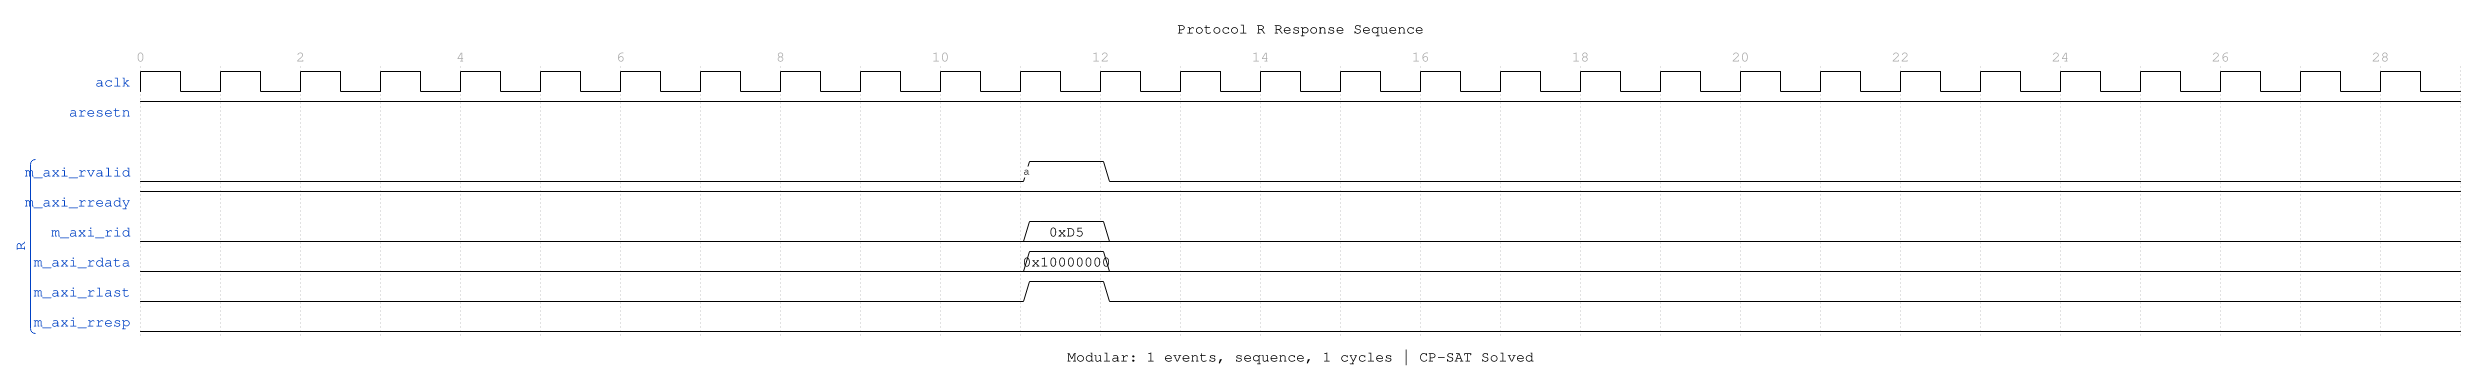 Protocol R Response Sequence
0 2 4 6 8 10 12 14 16 18 20 22 24 26 28
aclk
aresetn
m_axi_rvalid a
m_axi_rready
m_axi_rid 0xD5
R
m_axi_rdata 0x10000000
m_axi_rlast
m_axi_rresp
Modular: 1 events, sequence, 1 cycles | CP-SAT Solved